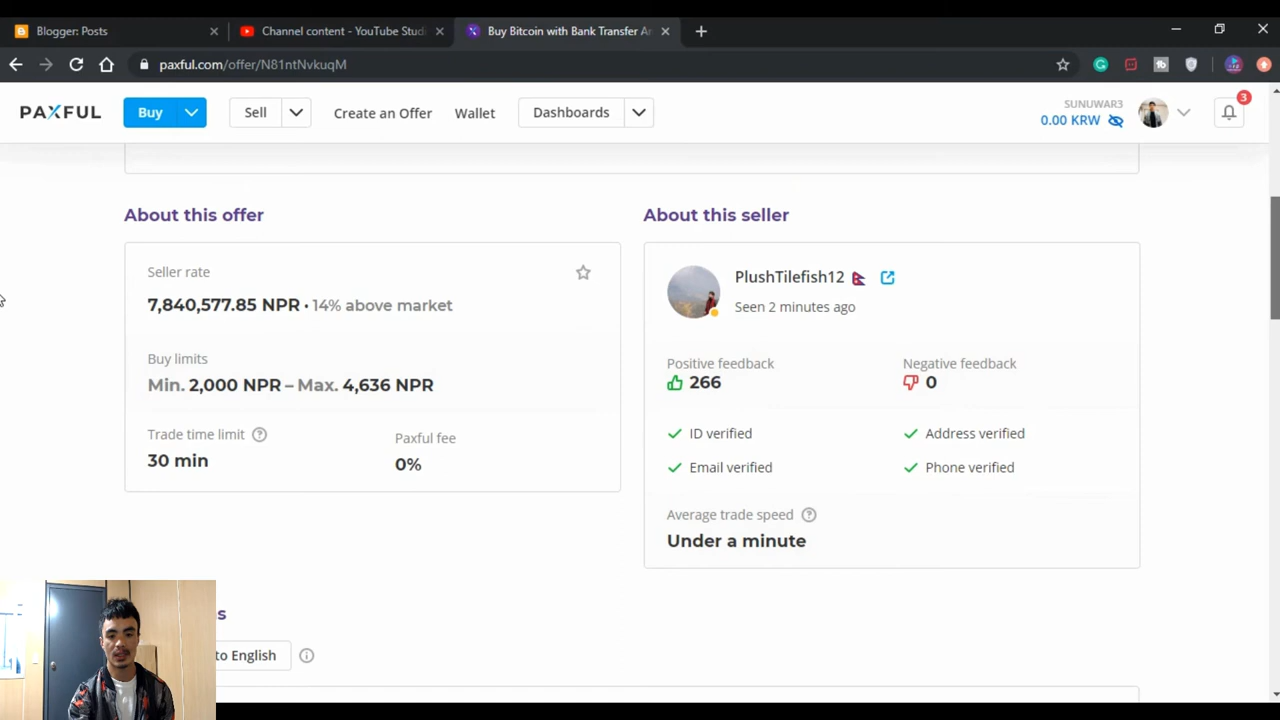 Blogger: Posts
Channel content - YouTube Stud
Buy Bitcoin with Bank Transfer Ar
paxful.com/offer/N81ntNvkuqM
PAXFUL
Buy
Sell
Create an Offer
Wallet
Dashboards
SUNUWAR3
0.00 KRW
3
About this offer
About this seller
Seller rate
7,840,577.85 NPR · 14% above market
Buy limits
Min. 2,000 NPR – Max. 4,636 NPR
Trade time limit
30 min
Paxful fee
0%
PlushTilefish12
Seen 2 minutes ago
Positive feedback
266
Negative feedback
0
ID verified
Address verified
Email verified
Phone verified
Average trade speed
Under a minute
to English